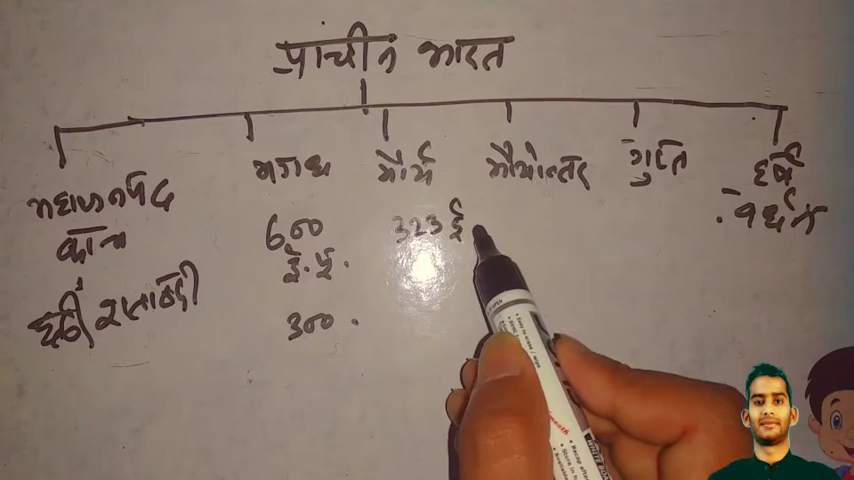 प्राचीन भारत
महाजनपद
काल
छठी शताब्दी
मगध
600
ई. पू.
300
मौर्य
323 ई
मौर्योत्तर
गुप्त
हर्ष
वर्धन